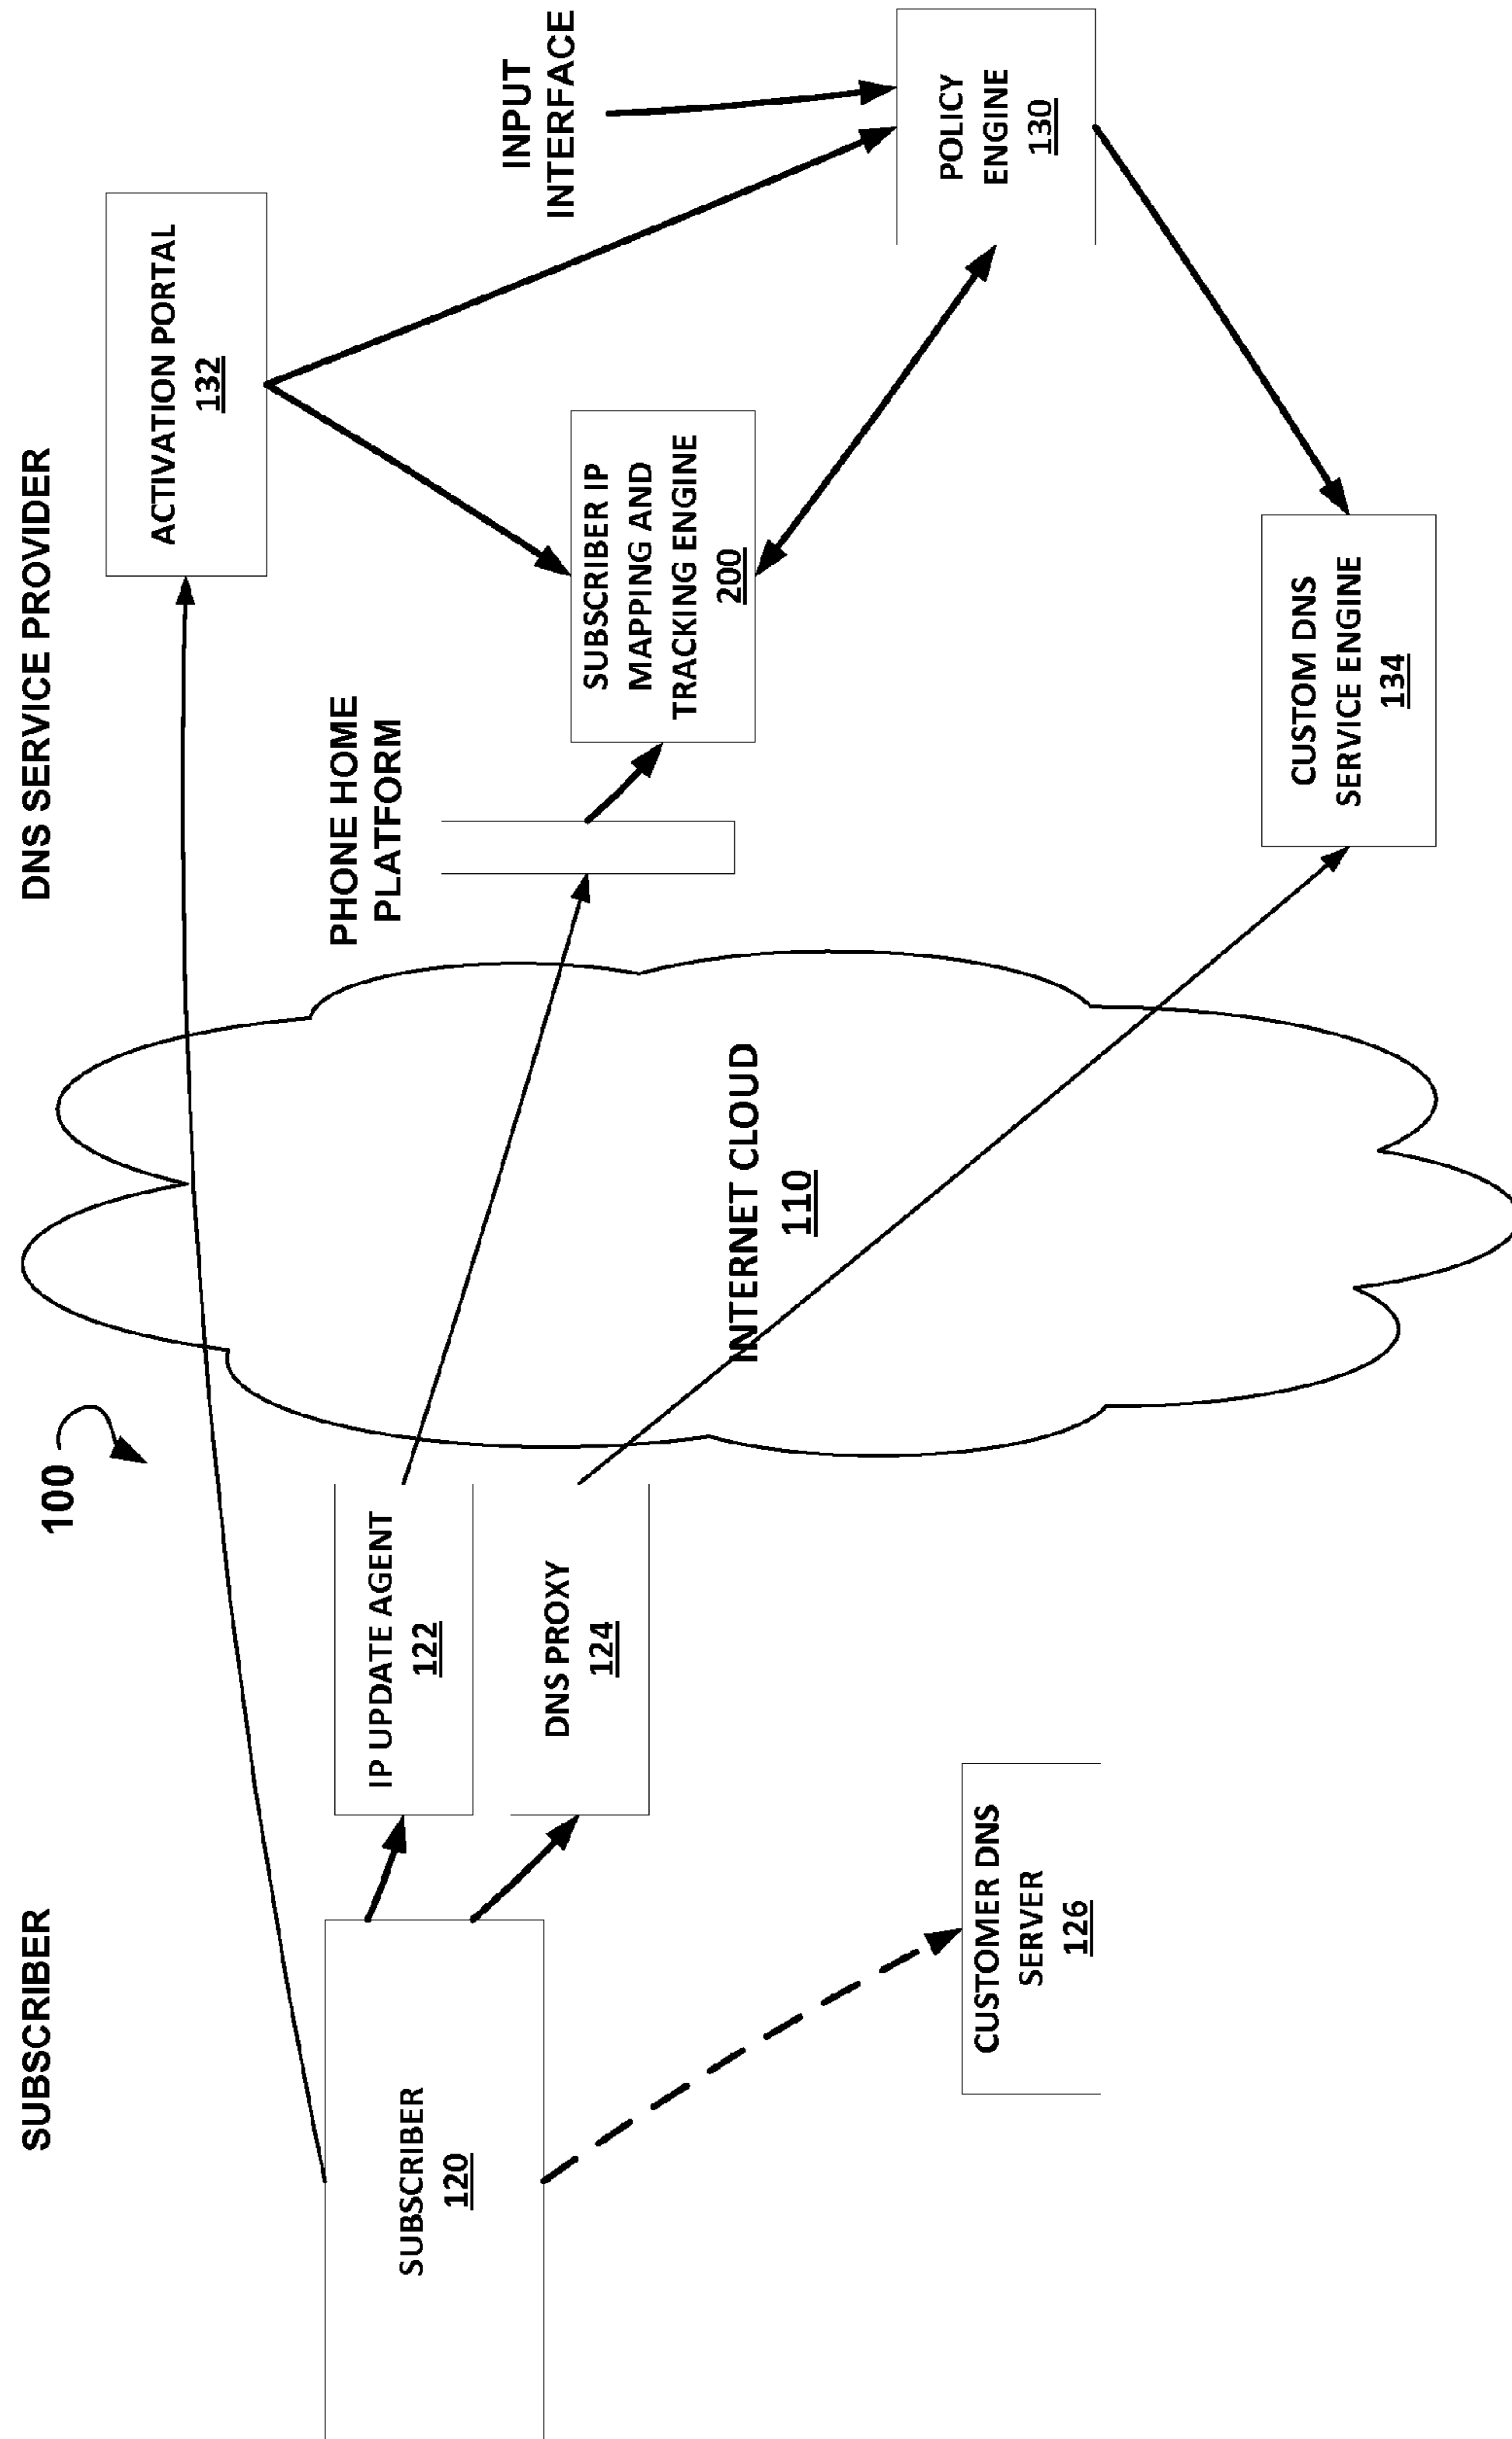 SUBSCRIBER
100
DNS SERVICE PROVIDER
SUBSCRIBER
120
IP UPDATE AGENT
122
DNS PROXY
124
CUSTOMER DNS
SERVER
126
INTERNET CLOUD
110
PHONE HOME
PLATFORM
ACTIVATION PORTAL
132
SUBSCRIBER IP
MAPPING AND
TRACKING ENGINE
200
INPUT
INTERFACE
POLICY
ENGINE
130
CUSTOM DNS
SERVICE ENGINE
134